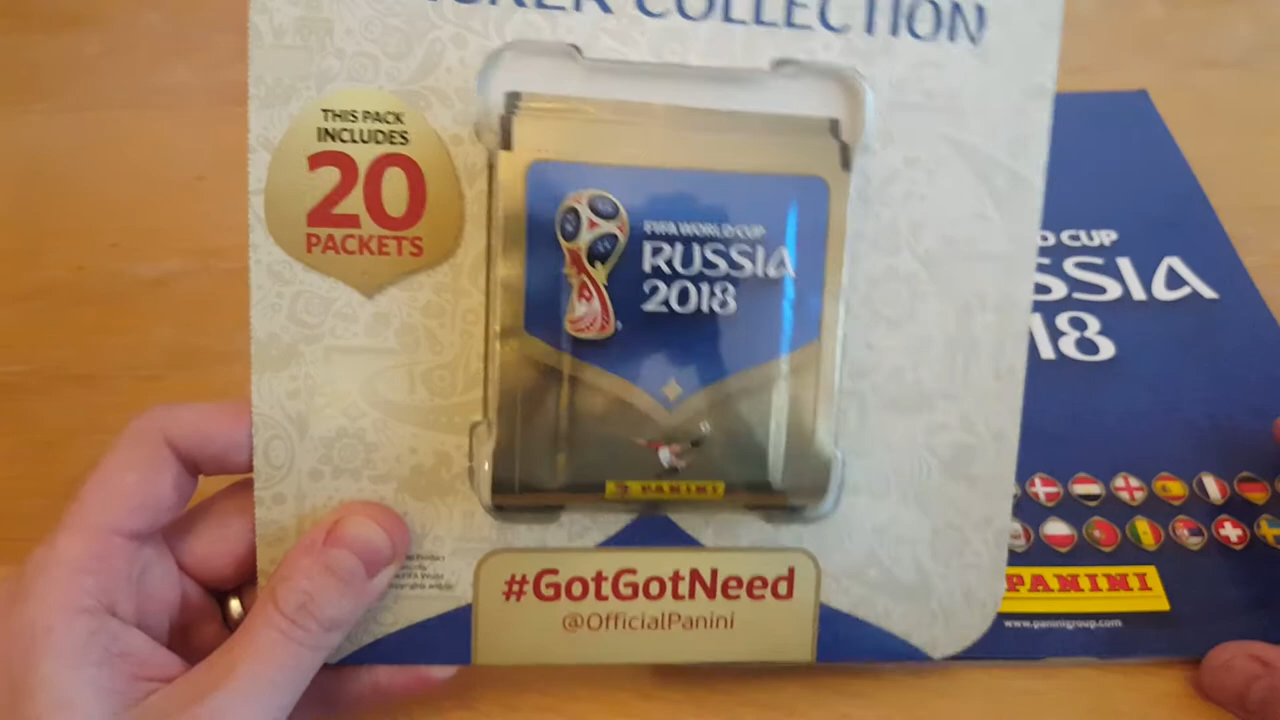 COLLECTION
THIS PACK
INCLUDES
20
PACKETS
FIFA WORLD CUP
RUSSIA
2018
PANINI
#GotGotNeed
@OfficialPanini
CUP
SSIA
18
PANINI
www.paninigroup.com